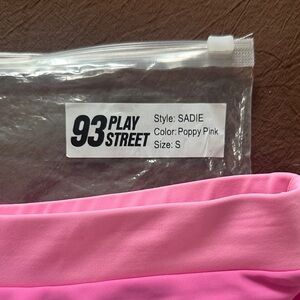 93 PLAY STREET
Style: SADIE
Color: Poppy Pink
Size: S